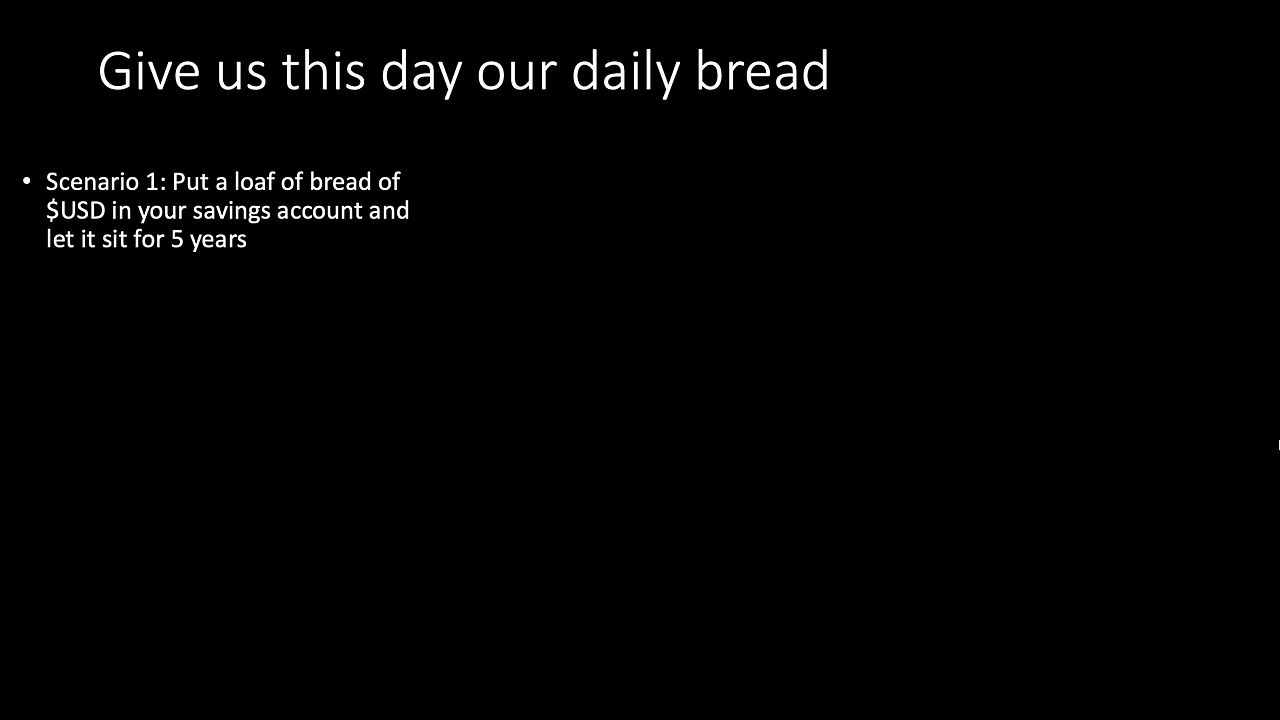 Give us this day our daily bread
• Scenario 1: Put a loaf of bread of
$USD in your savings account and
let it sit for 5 years